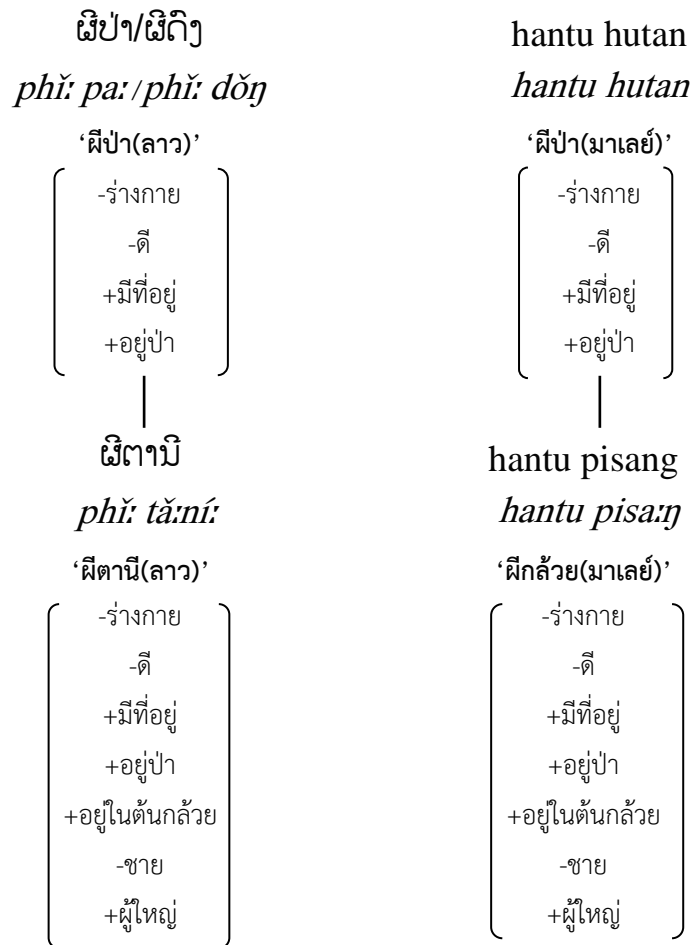 ຜີປ່າ/ຜີດົງ
phǐː paː/phǐː dǒŋ
‘ผีป่า(ลาว)’
-ร่างกาย
-ดี
+มีที่อยู่
+อยู่ป่า
ຜີຕານີ
phǐː tǎːníː
‘ผีตานี(ลาว)’
-ร่างกาย
-ดี
+มีที่อยู่
+อยู่ป่า
+อยู่ในต้นกล้วย
-ชาย
+ผู้ใหญ่
hantu hutan
hantu hutan
‘ผีป่า(มาเลย์)’
-ร่างกาย
-ดี
+มีที่อยู่
+อยู่ป่า
hantu pisang
hantu pisaːŋ
‘ผีกล้วย(มาเลย์)’
-ร่างกาย
-ดี
+มีที่อยู่
+อยู่ป่า
+อยู่ในต้นกล้วย
-ชาย
+ผู้ใหญ่